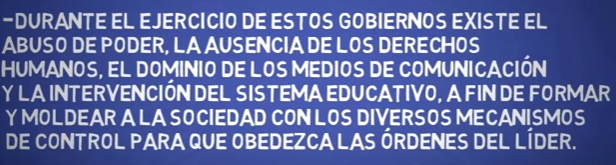 -DURANTE EL EJERCICIO DE ESTOS GOBIERNOS EXISTE EL
ABUSO DE PODER, LA AUSENCIA DE LOS DERECHOS
HUMANOS, EL DOMINIO DE LOS MEDIOS DE COMUNICACIÓN
Y LA INTERVENCIÓN DEL SISTEMA EDUCATIVO, A FIN DE FORMAR
Y MOLDEAR A LA SOCIEDAD CON LOS DIVERSOS MECANISMOS
DE CONTROL PARA QUE OBEDEZCA LAS ÓRDENES DEL LÍDER.